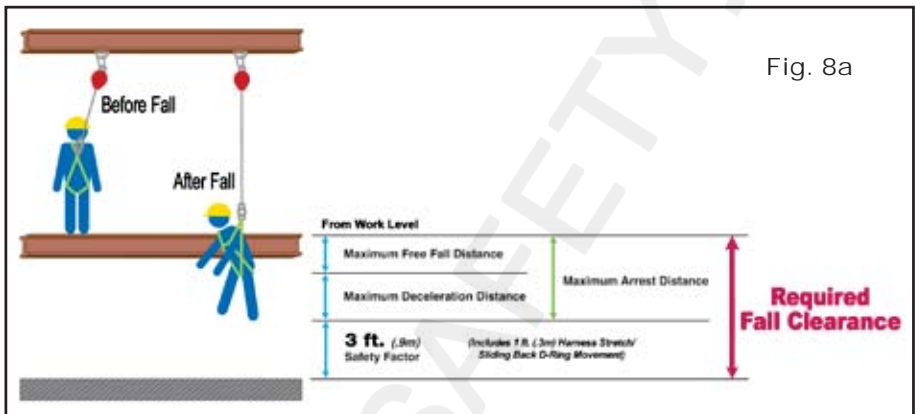 Fig. 8a
Before Fall
After Fall
From Work Level
Maximum Free Fall Distance
Maximum Arrest Distance
Maximum Deceleration Distance
Required
Fall Clearance
3 ft. (.9m)
Safety Factor
(Includes 1 ft. (.3m) Harness Stretch/
Sliding Back D-Ring Movement)
SAFETY.